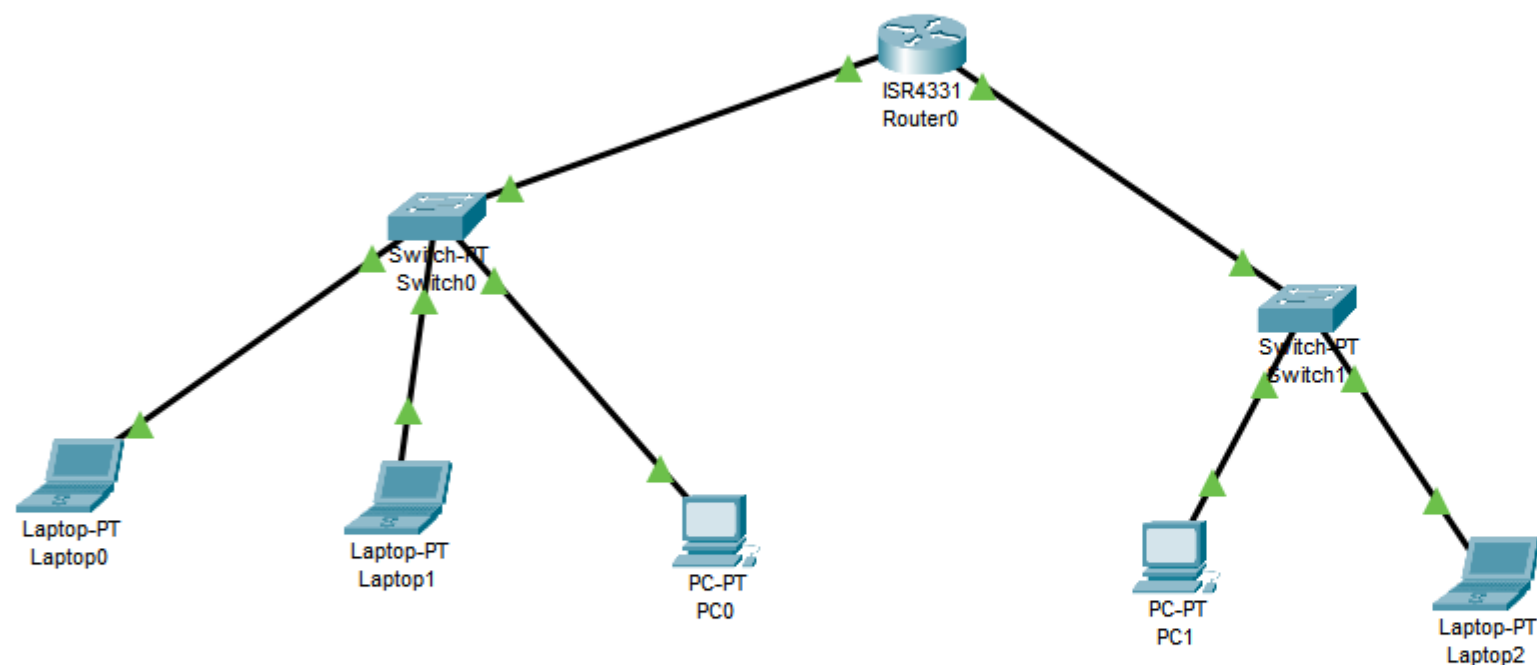 ISR4331
Router0
Switch-PT
Switch0
Switch-PT
Switch1
Laptop-PT
Laptop0
Laptop-PT
Laptop1
PC-PT
PC0
PC-PT
PC1
Laptop-PT
Laptop2